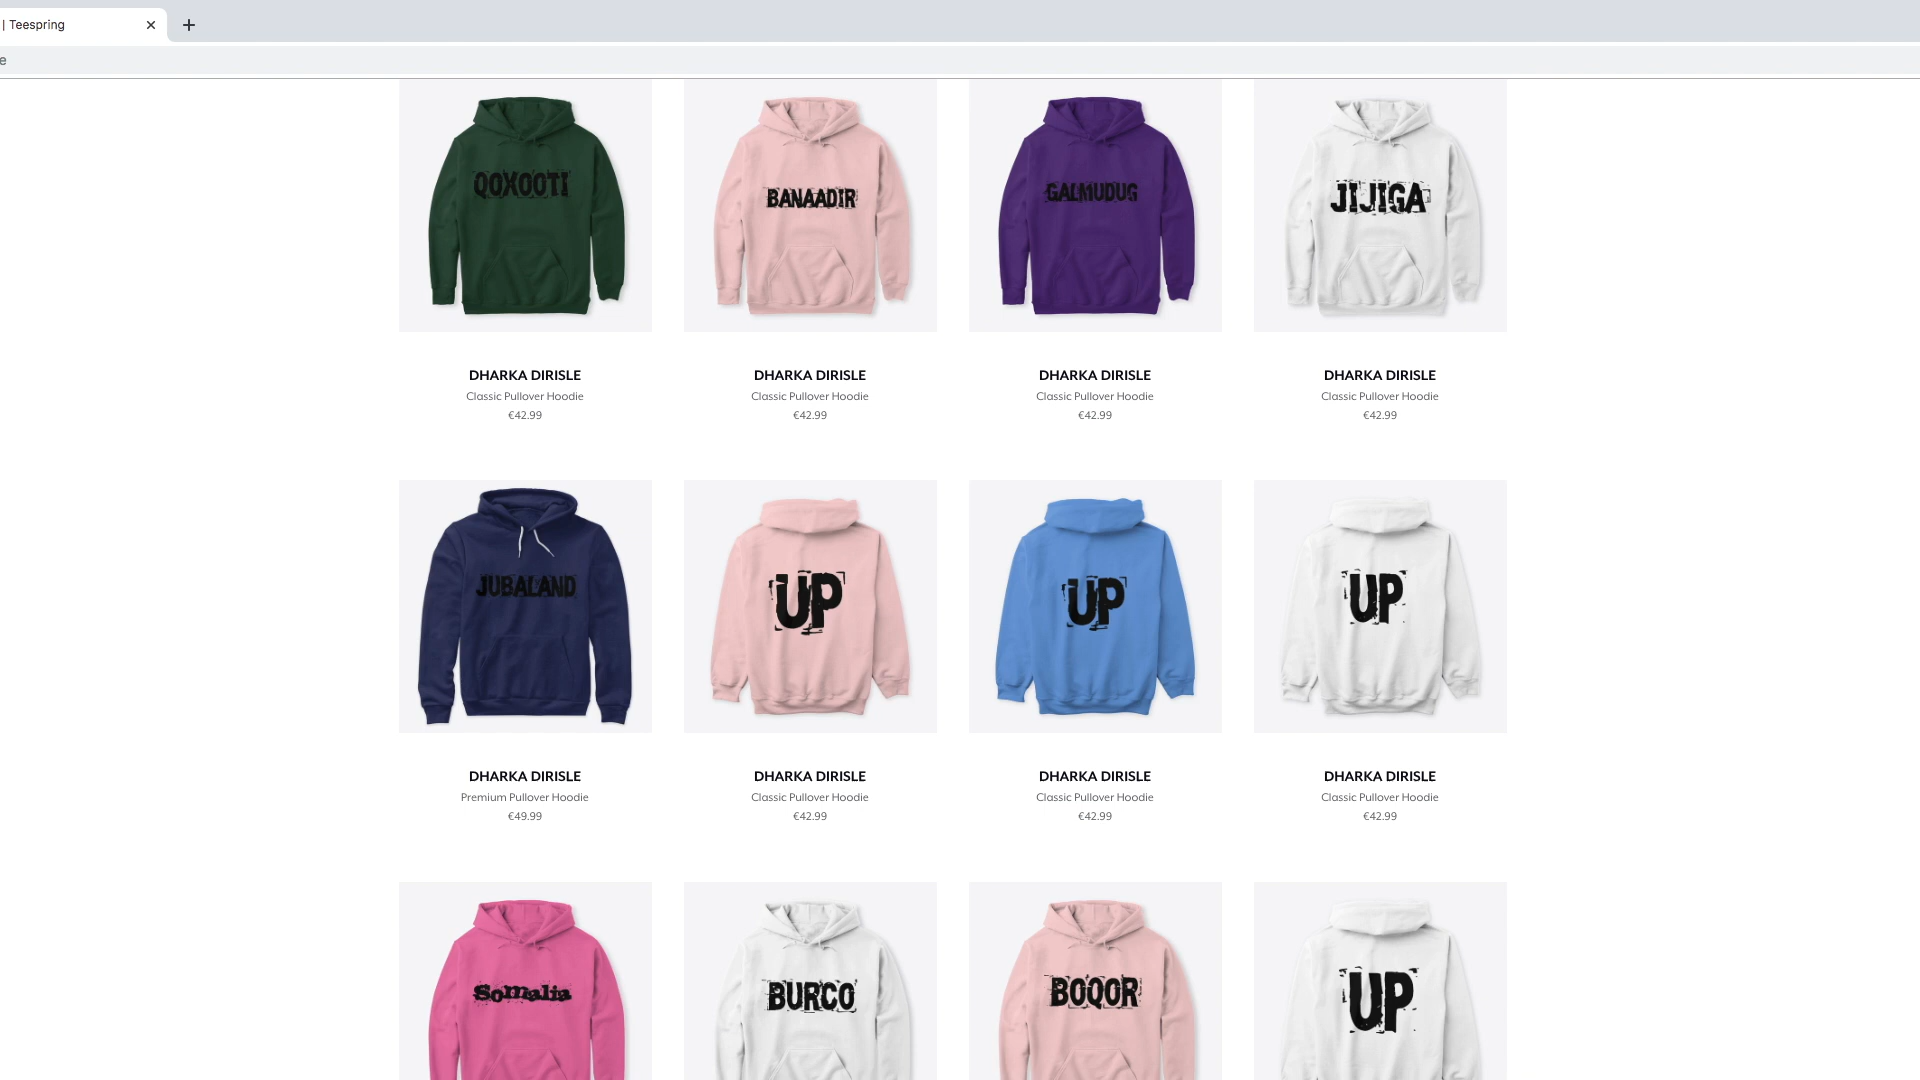 | Teespring
e
QOXOOTI
BANAADIR
GALMUDUG
JIJIGA
DHARKA DIRISLE
Classic Pullover Hoodie
€42.99
DHARKA DIRISLE
Classic Pullover Hoodie
€42.99
DHARKA DIRISLE
Classic Pullover Hoodie
€42.99
DHARKA DIRISLE
Classic Pullover Hoodie
€42.99
JUBALAND
UP
UP
UP
DHARKA DIRISLE
Premium Pullover Hoodie
€49.99
DHARKA DIRISLE
Classic Pullover Hoodie
€42.99
DHARKA DIRISLE
Classic Pullover Hoodie
€42.99
DHARKA DIRISLE
Classic Pullover Hoodie
€42.99
Somalia
BURCO
BOQOR
UP